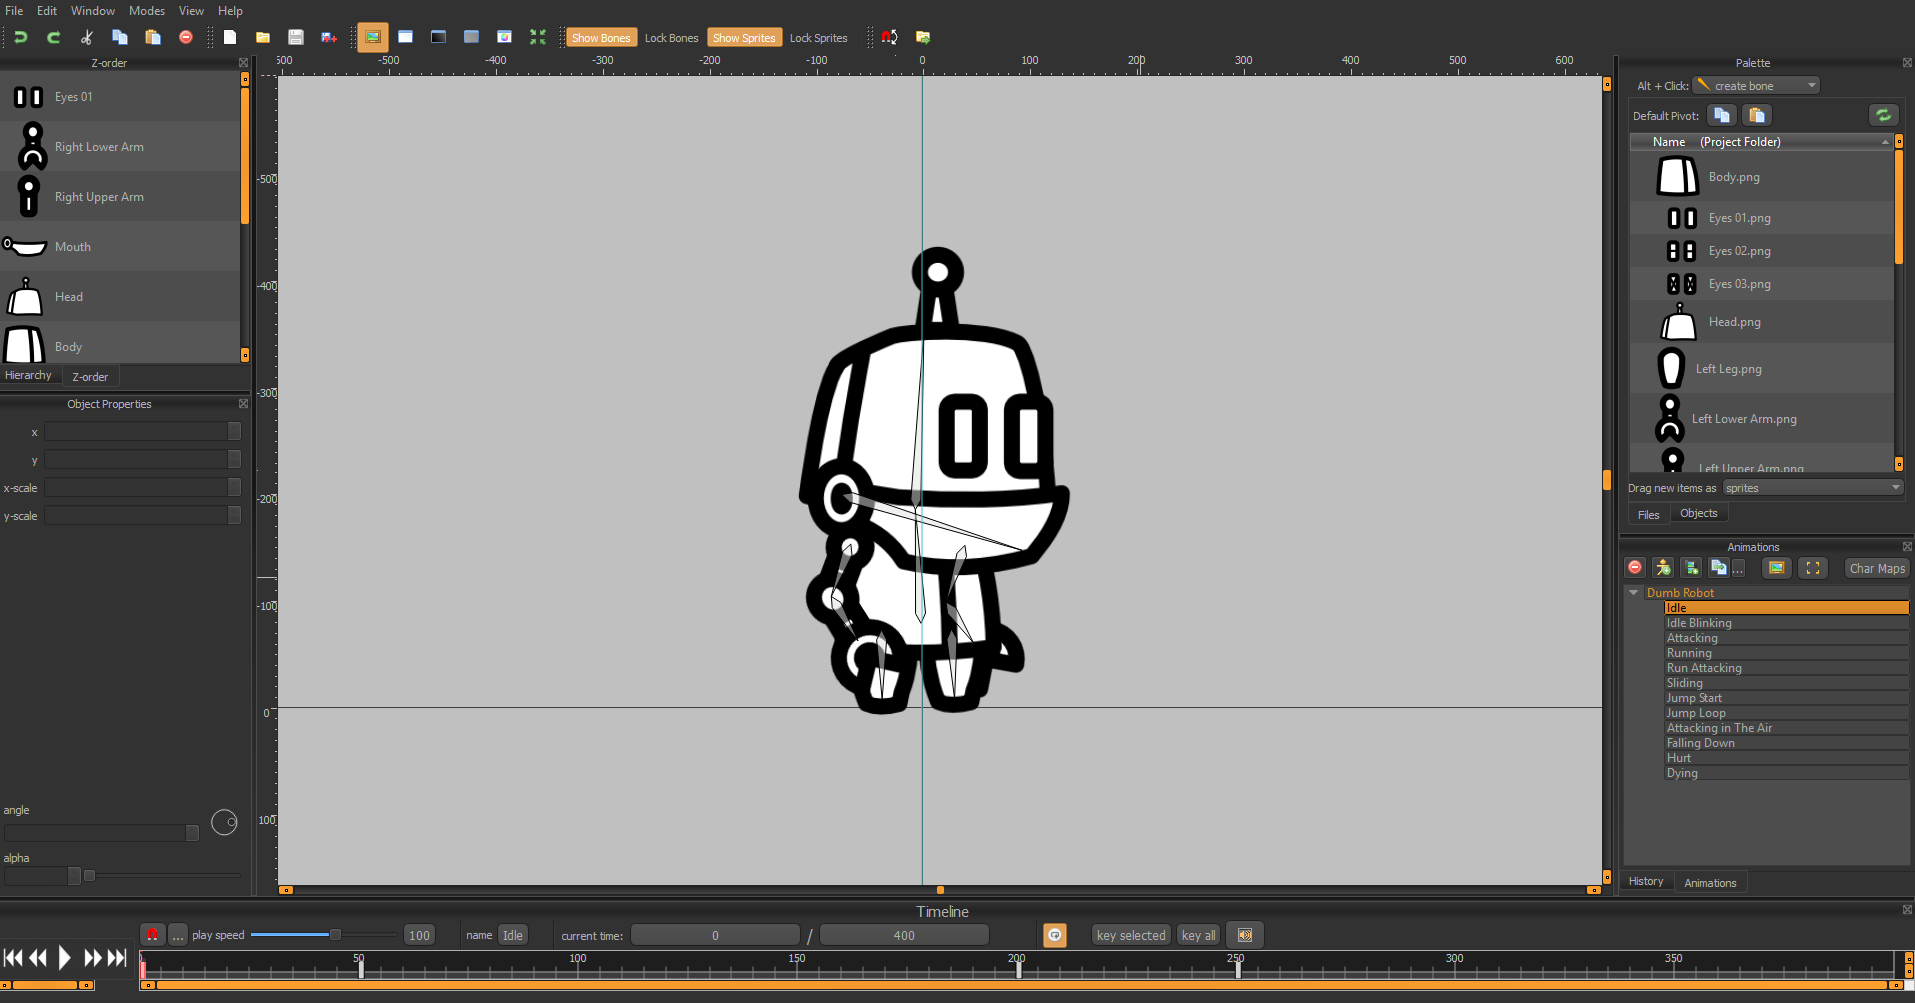 File Edit Window Modes View Help
Show Bones Lock Bones Show Sprites Lock Sprites
Z-order
Eyes 01
Right Lower Arm
Right Upper Arm
Mouth
Head
Body
Hierarchy Z-order
Object Properties
x
y
x-scale
y-scale
angle
alpha
-500 -400 -300 -200 -100 0 100 200 300 400 500 600
-500
-400
-300
-200
-100
0
100
Palette
Alt + Click: create bone
Default Pivot:
Name (Project Folder)
Body.png
Eyes 01.png
Eyes 02.png
Eyes 03.png
Head.png
Left Leg.png
Left Lower Arm.png
Left Upper Arm.png
Drag new items as sprites
Files Objects
Animations
... Char Maps
Dumb Robot
Idle
Idle Blinking
Attacking
Running
Run Attacking
Sliding
Jump Start
Jump Loop
Attacking in The Air
Falling Down
Hurt
Dying
History Animations
Timeline
... play speed 100 name Idle current time: 0 / 400 key selected key all
50 100 150 200 250 300 350